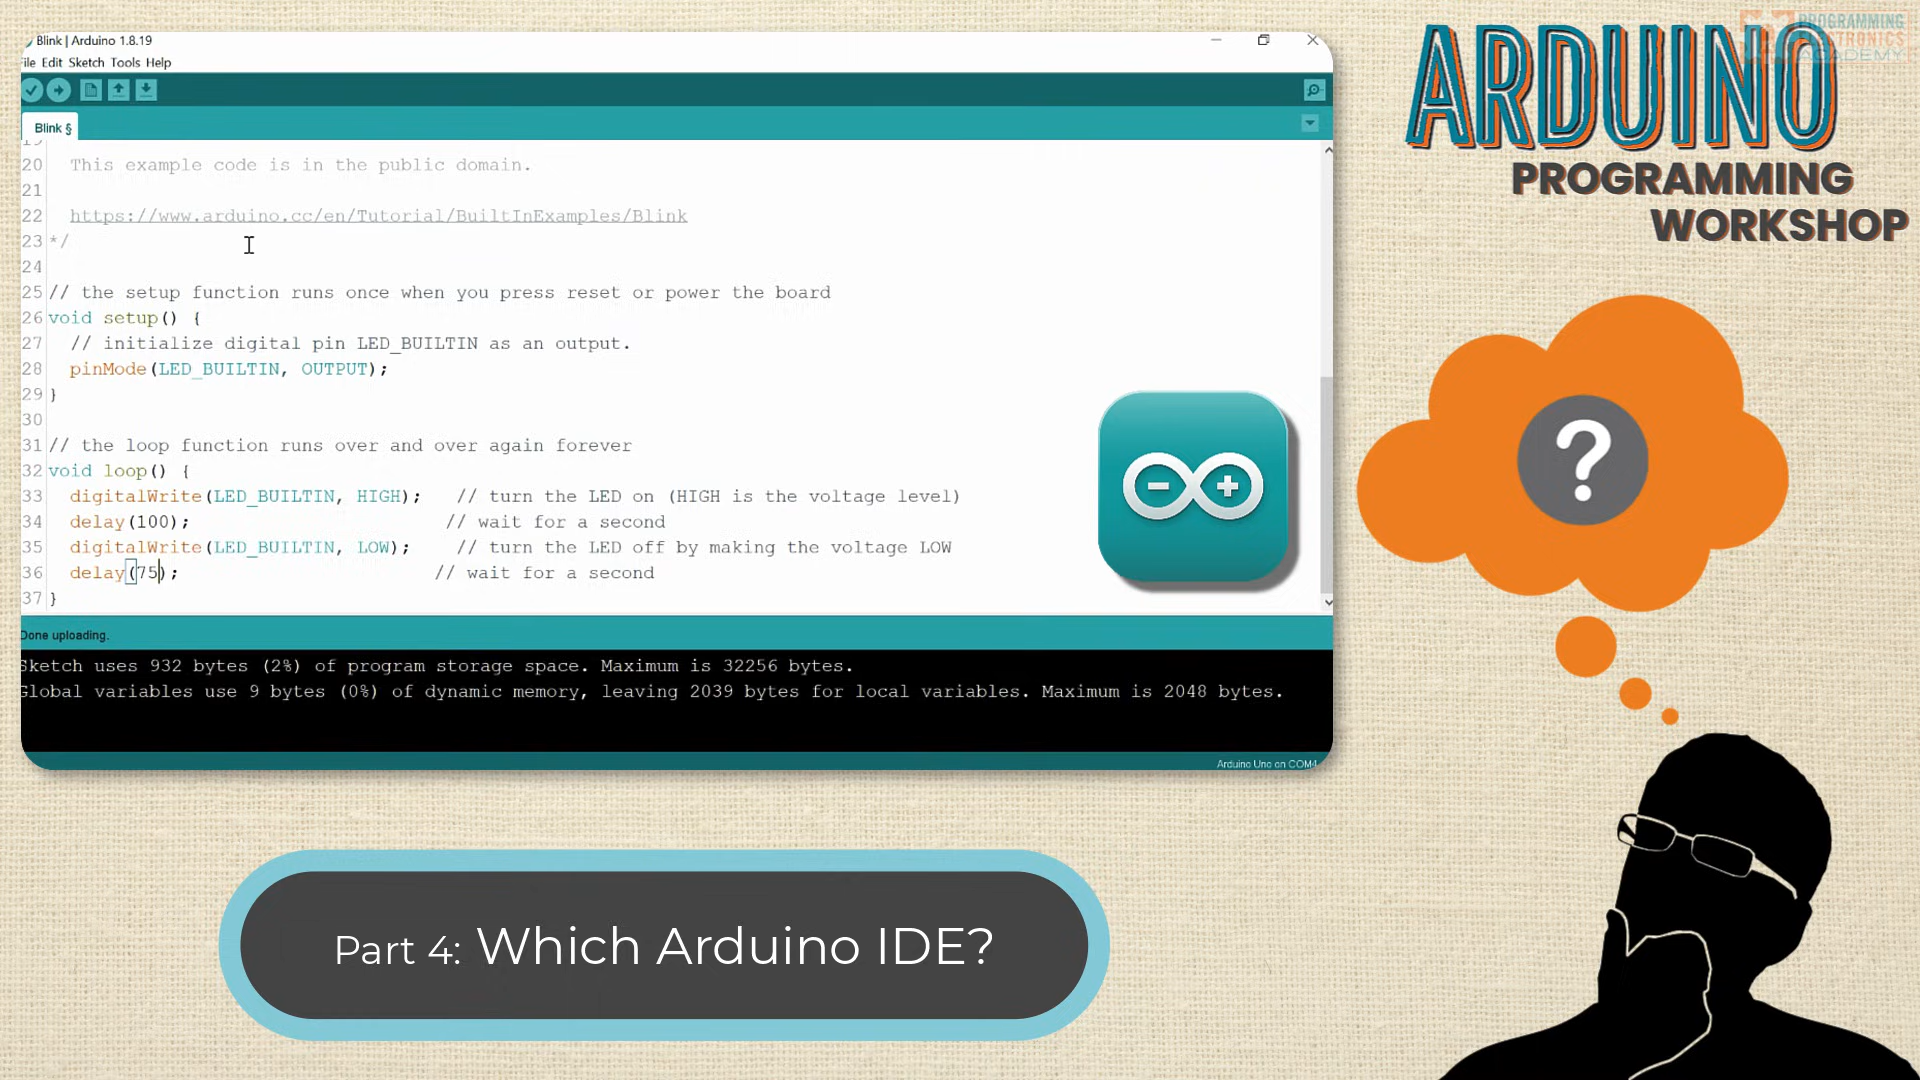 Blink | Arduino 1.8.19
ile Edit Sketch Tools Help
Blink §
19
20 This example code is in the public domain.
21
22 https://www.arduino.cc/en/Tutorial/BuiltInExamples/Blink
23 */
24
25 // the setup function runs once when you press reset or power the board
26 void setup() {
27 // initialize digital pin LED_BUILTIN as an output.
28 pinMode(LED_BUILTIN, OUTPUT);
29 }
30
31 // the loop function runs over and over again forever
32 void loop() {
33 digitalWrite(LED_BUILTIN, HIGH); // turn the LED on (HIGH is the voltage level)
34 delay(100); // wait for a second
35 digitalWrite(LED_BUILTIN, LOW); // turn the LED off by making the voltage LOW
36 delay(75); // wait for a second
37 }
Done uploading.
Sketch uses 932 bytes (2%) of program storage space. Maximum is 32256 bytes.
Global variables use 9 bytes (0%) of dynamic memory, leaving 2039 bytes for local variables. Maximum is 2048 bytes.
Arduino Uno on COM4
PROGRAMMING
ELECTRONICS
ACADEMY
ARDUINO
PROGRAMMING
WORKSHOP
?
Part 4: Which Arduino IDE?